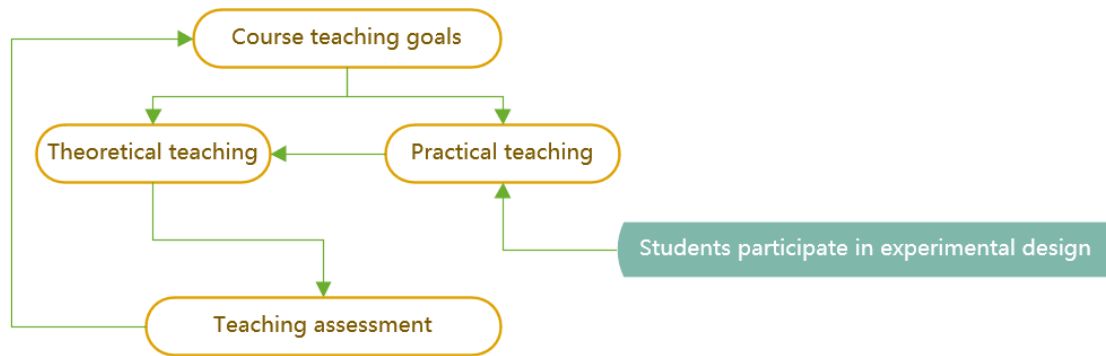 Course teaching goals
Theoretical teaching
Practical teaching
Students participate in experimental design
Teaching assessment